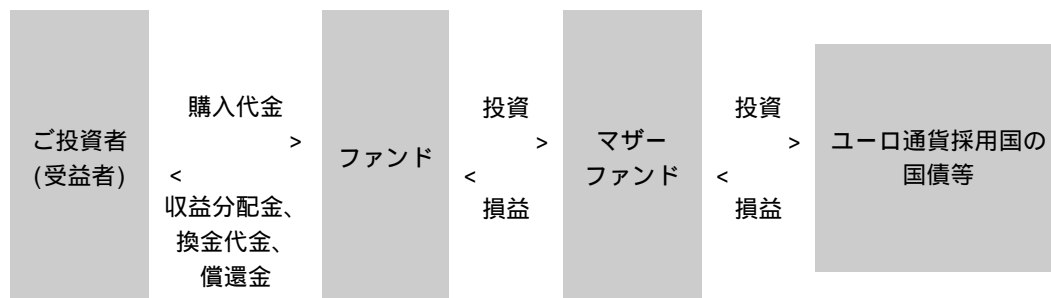 ご投資者
(受益者)
購入代金
>
<
収益分配金、
換金代金、
償還金
ファンド
投資
>
<
損益
マザー
ファンド
投資
>
<
損益
ユーロ通貨採用国の
国債等